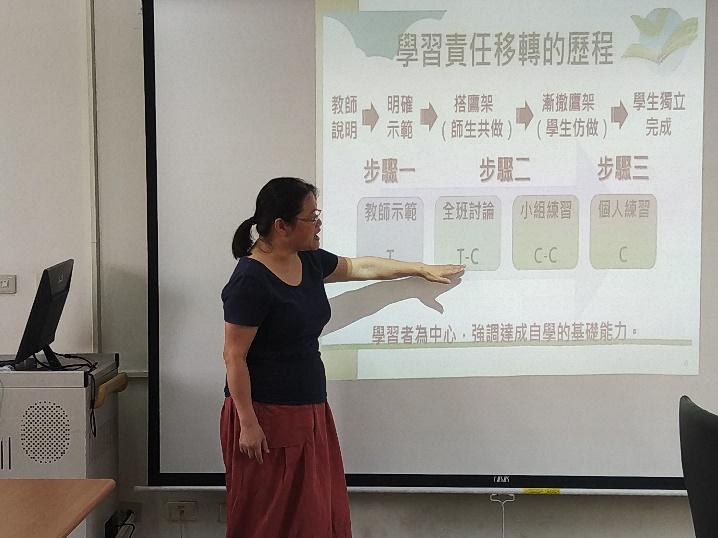 學習責任移轉的歷程
教師 明確 搭鷹架 漸撤鷹架 學生獨立
說明 示範 (師生共做) (學生仿做) 完成
步驟一 步驟二 步驟三
教師示範 全班討論 小組練習 個人練習
T T-C C-C C
學習者為中心，強調達成自學的基礎能力。